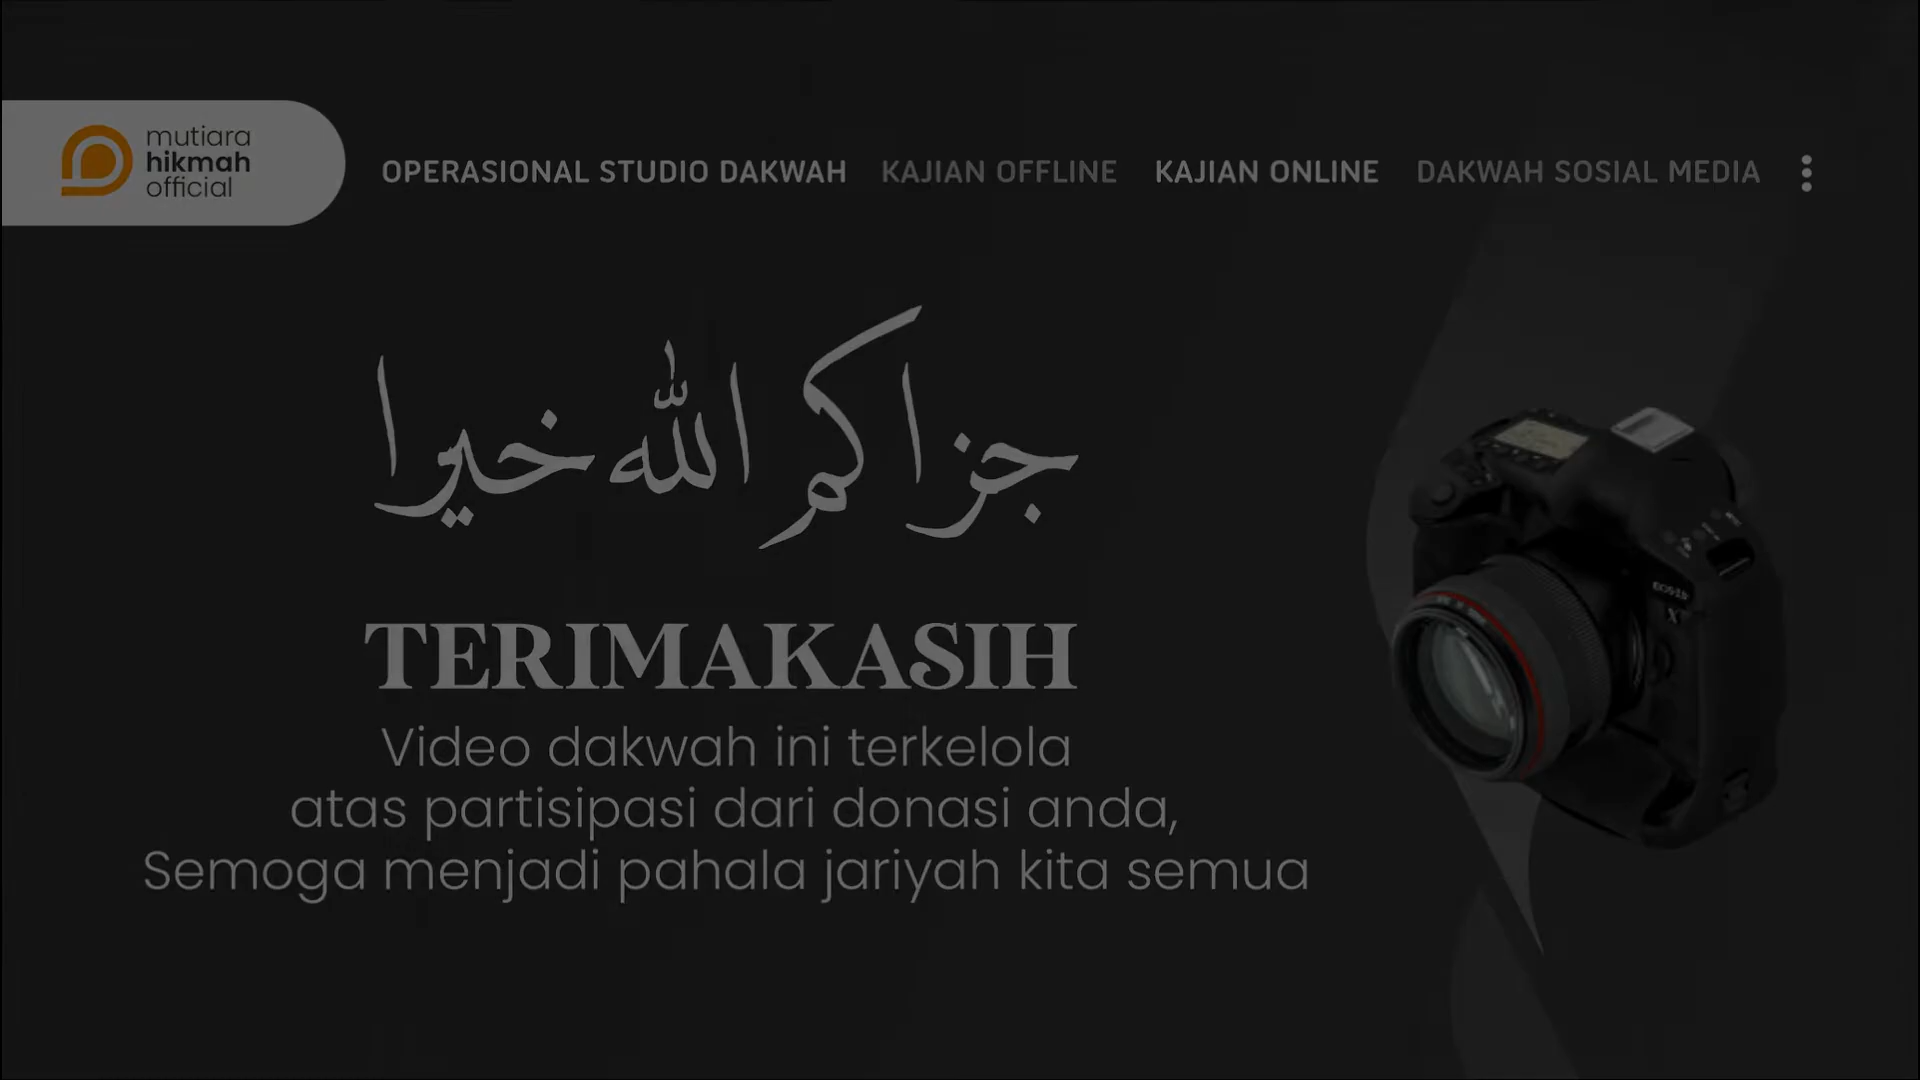 mutiara
hikmah
official
OPERASIONAL STUDIO DAKWAH KAJIAN OFFLINE KAJIAN ONLINE DAKWAH SOSIAL MEDIA
جزاكم الله خيرا
TERIMAKASIH
Video dakwah ini terkelola
atas partisipasi dari donasi anda,
Semoga menjadi pahala jariyah kita semua